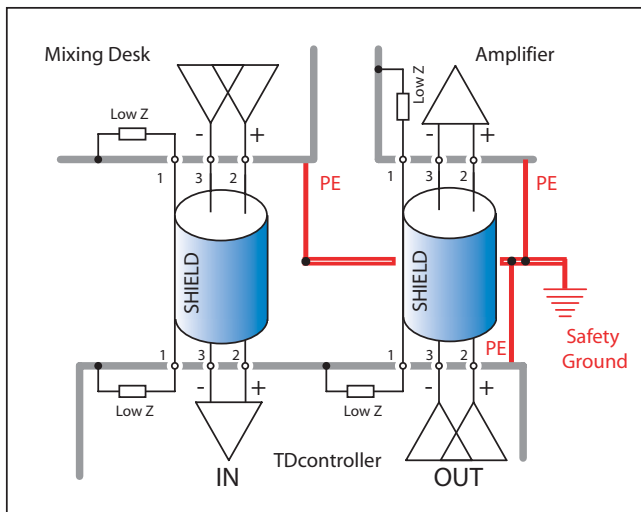 Mixing Desk
Amplifier
Low Z
Low Z
- +
- +
1 3 2
1 3 2
PE
PE
SHIELD
SHIELD
Safety
Ground
PE
1 3 2
1 3 2
- +
- +
Low Z
Low Z
TDcontroller
IN
OUT